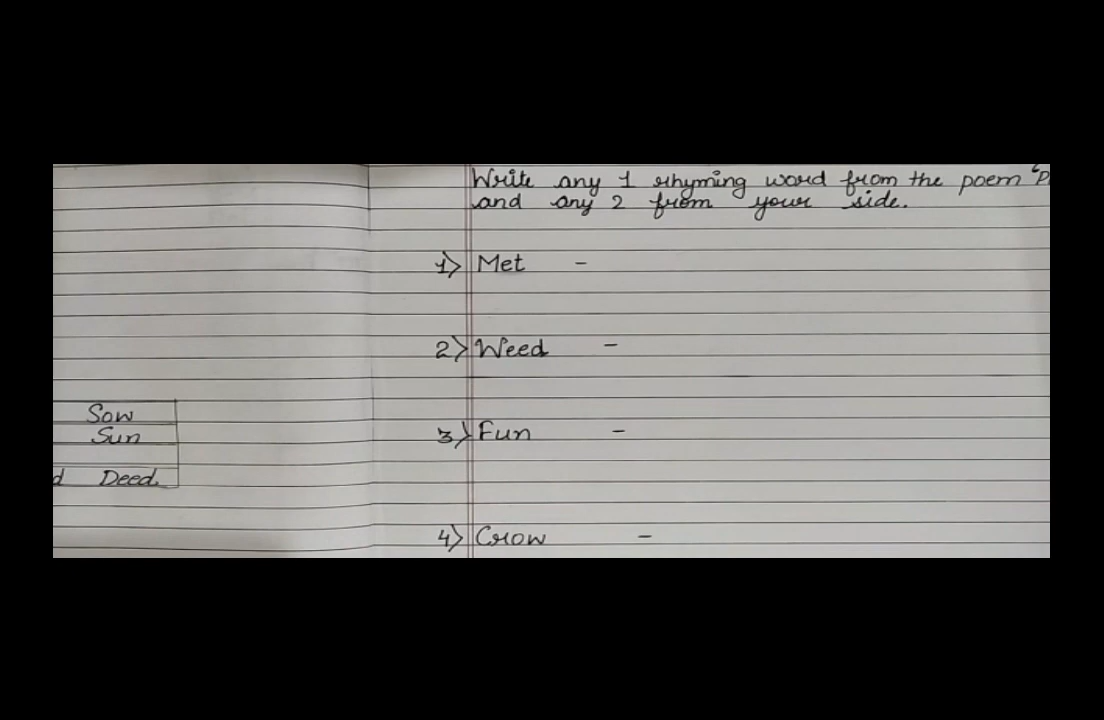 Write any 1 rhyming word from the poem "P
and any 2 from your side.
1) Met -
2) Weed -
3) Fun -
4) Crow -
Sow
Sun
d Deed.